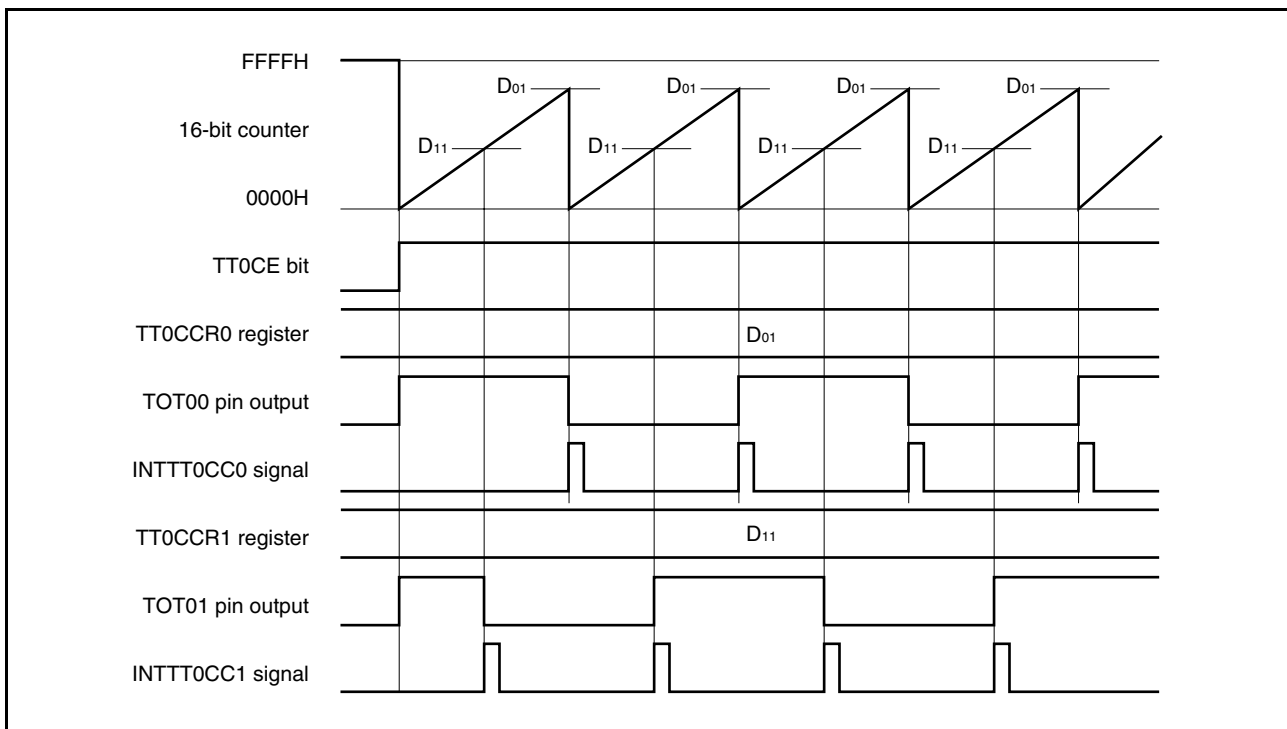 FFFFH
D01 D01 D01 D01
16-bit counter
D11 D11 D11 D11
0000H
TT0CE bit
TT0CCR0 register
D01
TOT00 pin output
INTTT0CC0 signal
TT0CCR1 register
D11
TOT01 pin output
INTTT0CC1 signal